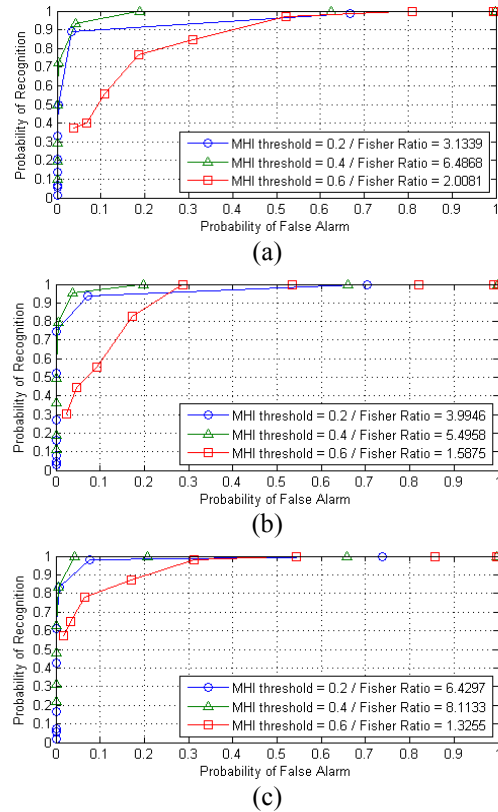 1
0.9
0.8
0.7
0.6
0.5
0.4
0.3
0.2
0.1
0
Probability of Recognition
MHI threshold = 0.2 / Fisher Ratio = 3.1339
MHI threshold = 0.4 / Fisher Ratio = 6.4868
MHI threshold = 0.6 / Fisher Ratio = 2.0081
0 0.1 0.2 0.3 0.4 0.5 0.6 0.7 0.8 0.9 1
Probability of False Alarm
(a)
1
0.9
0.8
0.7
0.6
0.5
0.4
0.3
0.2
0.1
0
Probability of Recognition
MHI threshold = 0.2 / Fisher Ratio = 3.9946
MHI threshold = 0.4 / Fisher Ratio = 5.4958
MHI threshold = 0.6 / Fisher Ratio = 1.5875
0 0.1 0.2 0.3 0.4 0.5 0.6 0.7 0.8 0.9 1
Probability of False Alarm
(b)
1
0.9
0.8
0.7
0.6
0.5
0.4
0.3
0.2
0.1
0
Probability of Recognition
MHI threshold = 0.2 / Fisher Ratio = 6.4297
MHI threshold = 0.4 / Fisher Ratio = 8.1133
MHI threshold = 0.6 / Fisher Ratio = 1.3255
0 0.1 0.2 0.3 0.4 0.5 0.6 0.7 0.8 0.9 1
Probability of False Alarm
(c)